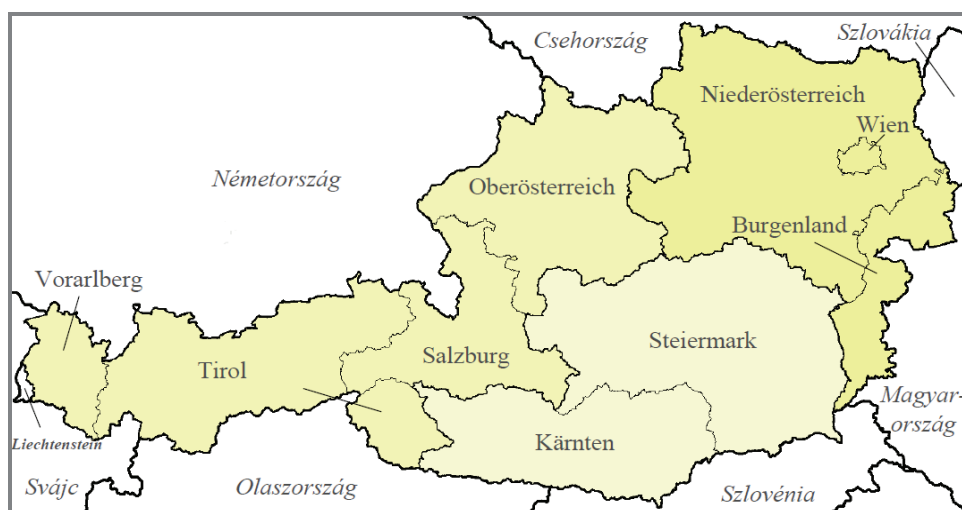 Csehország
Szlovákia
Niederösterreich
Wien
Németország
Oberösterreich
Burgenland
Vorarlberg
Tirol
Salzburg
Steiermark
Magyar-
ország
Liechtenstein
Kärnten
Svájc
Olaszország
Szlovénia